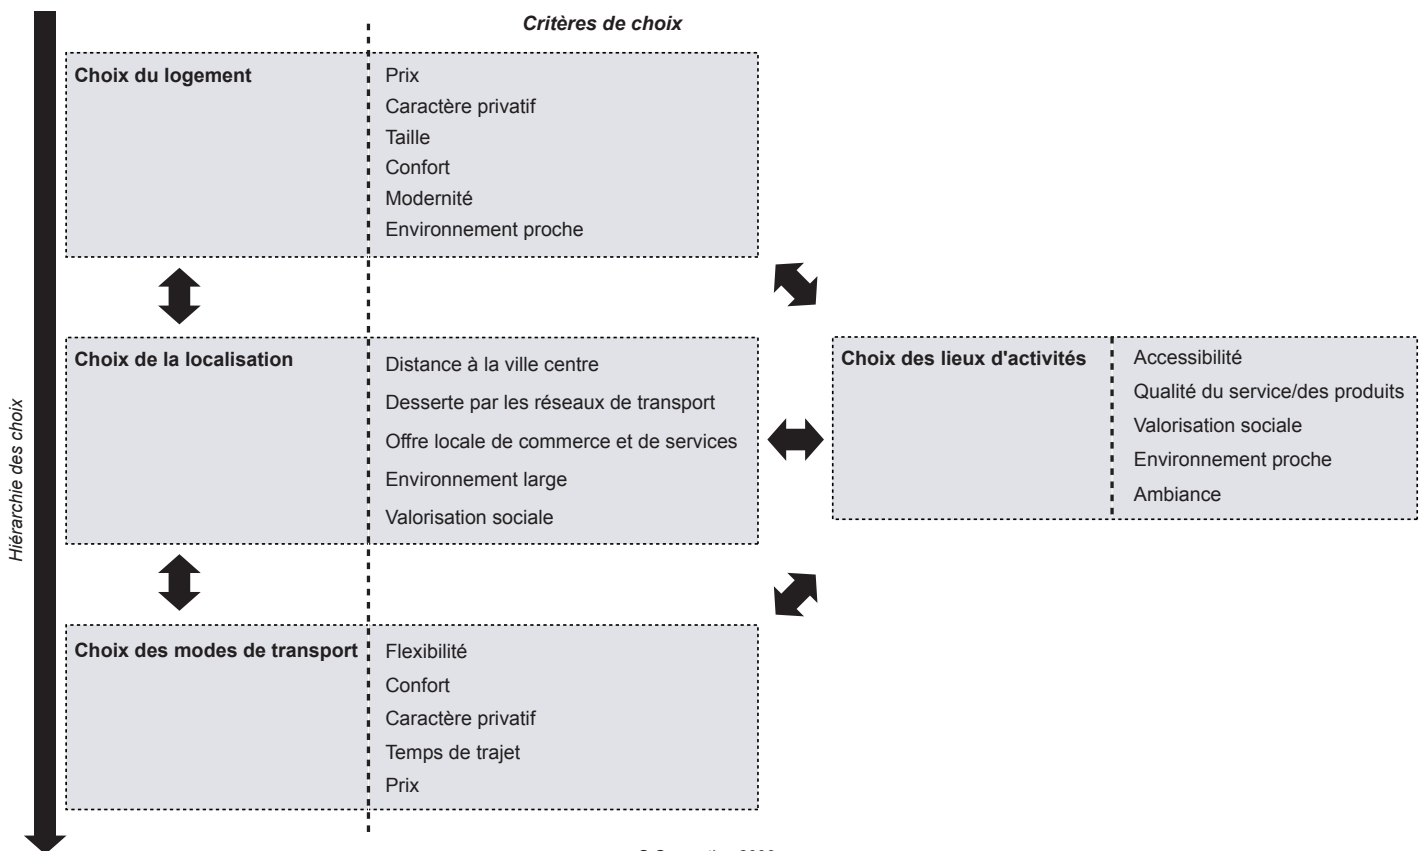 Critères de choix
Hiérarchie des choix
Choix du logement
Prix
Caractère privatif
Taille
Confort
Modernité
Environnement proche
Choix de la localisation
Distance à la ville centre
Desserte par les réseaux de transport
Offre locale de commerce et de services
Environnement large
Valorisation sociale
Choix des lieux d'activités
Accessibilité
Qualité du service/des produits
Valorisation sociale
Environnement proche
Ambiance
Choix des modes de transport
Flexibilité
Confort
Caractère privatif
Temps de trajet
Prix